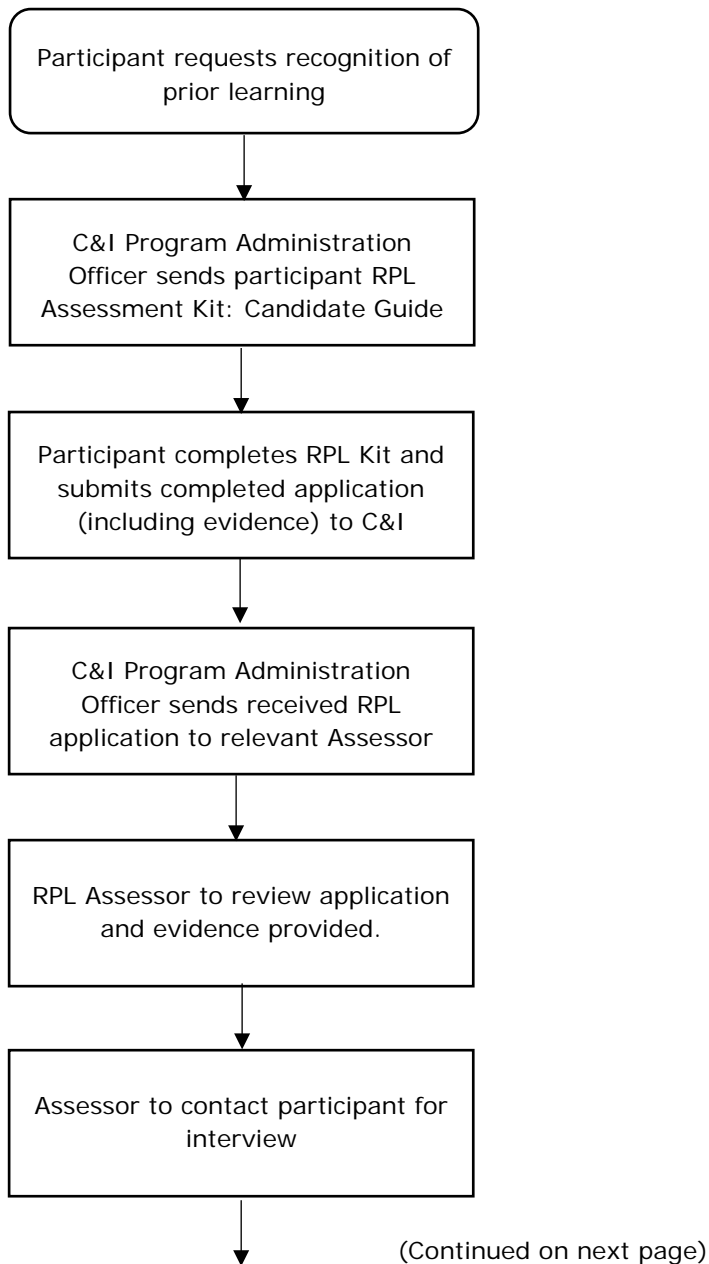 Participant requests recognition of
prior learning
C&I Program Administration
Officer sends participant RPL
Assessment Kit: Candidate Guide
Participant completes RPL Kit and
submits completed application
(including evidence) to C&I
C&I Program Administration
Officer sends received RPL
application to relevant Assessor
RPL Assessor to review application
and evidence provided.
Assessor to contact participant for
interview
(Continued on next page)